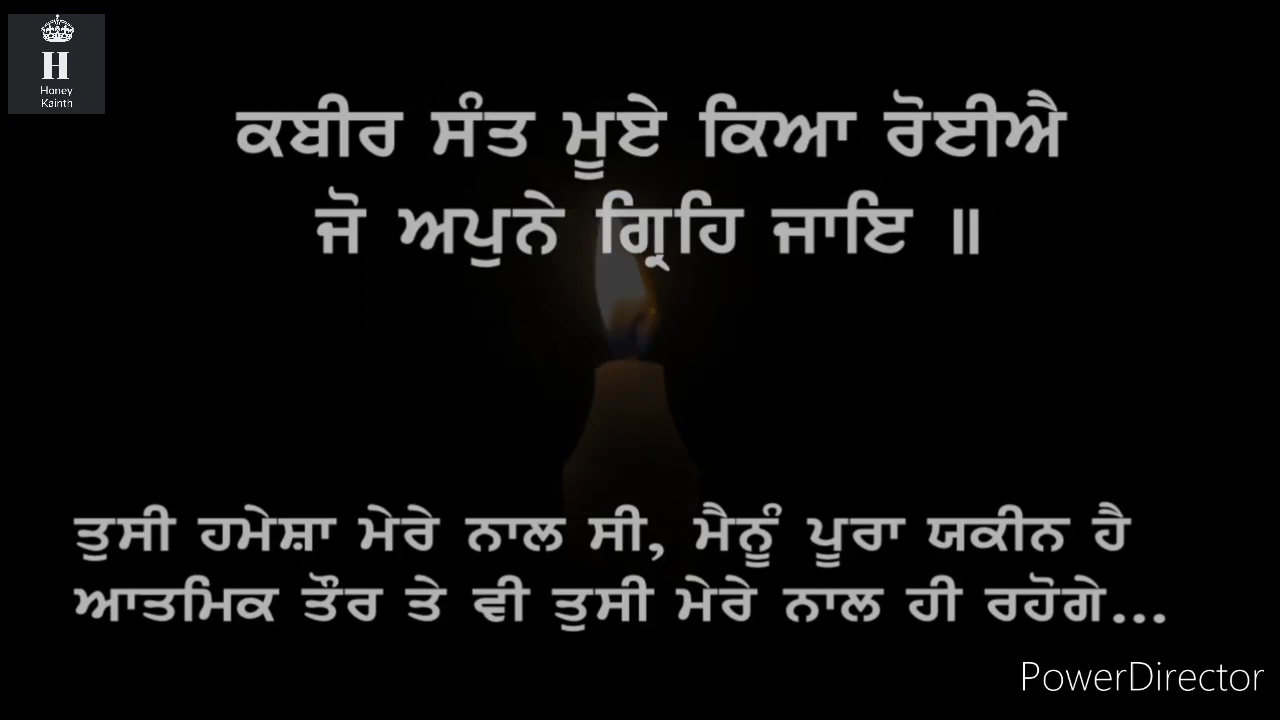 H
Honey
Kainth
ਕਬੀਰ ਸੰਤ ਮੂਏ ਕਿਆ ਰੋਈਐ
ਜੋ ਅਪੁਨੇ ਗ੍ਰਿਹਿ ਜਾਇ ॥
ਤੁਸੀ ਹਮੇਸ਼ਾ ਮੇਰੇ ਨਾਲ ਸੀ, ਮੈਨੂੰ ਪੂਰਾ ਯਕੀਨ ਹੈ
ਆਤਮਿਕ ਤੌਰ ਤੇ ਵੀ ਤੁਸੀ ਮੇਰੇ ਨਾਲ ਹੀ ਰਹੋਗੇ...
PowerDirector